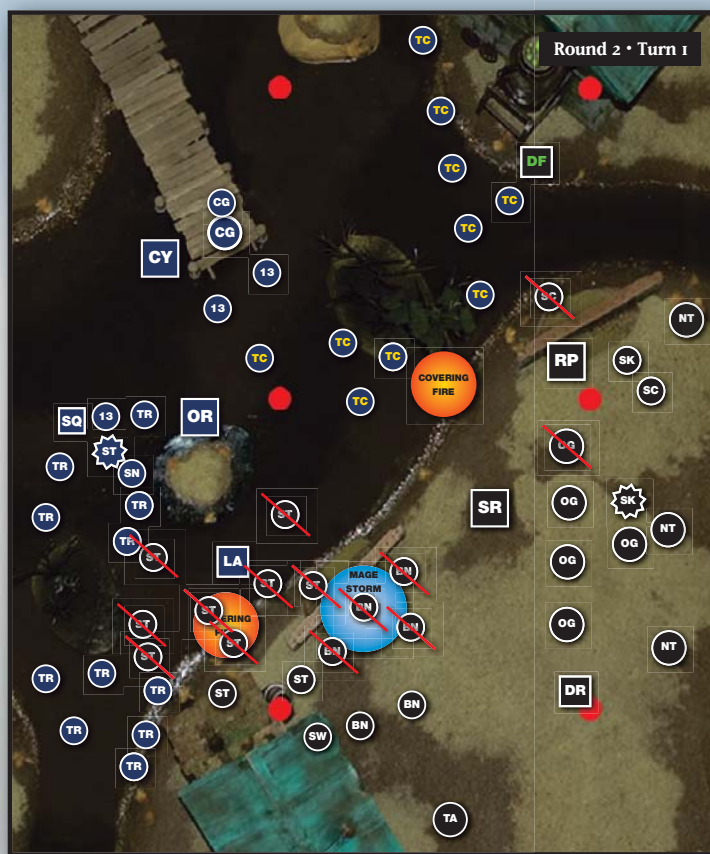 TC
Round 2 • Turn 1
TC
DF
TC
TC
CG
TC
CG
CY
13
TC
SC
13
NT
TC
TC
TC
RP
SK
COVERING
FIRE
SC
TC
SQ
13
TR
OR
OG
ST
TR
SN
OG
SK
TR
TR
ST
SR
NT
TR
OG
ST
LA
OG
ST
ST
BN
MAGE
STORM
BN
ST
ST
BN
OG
ST
ST
BN
NT
TR
TR
ST
DR
TR
ST
BN
TR
TR
SW
BN
TR
TA